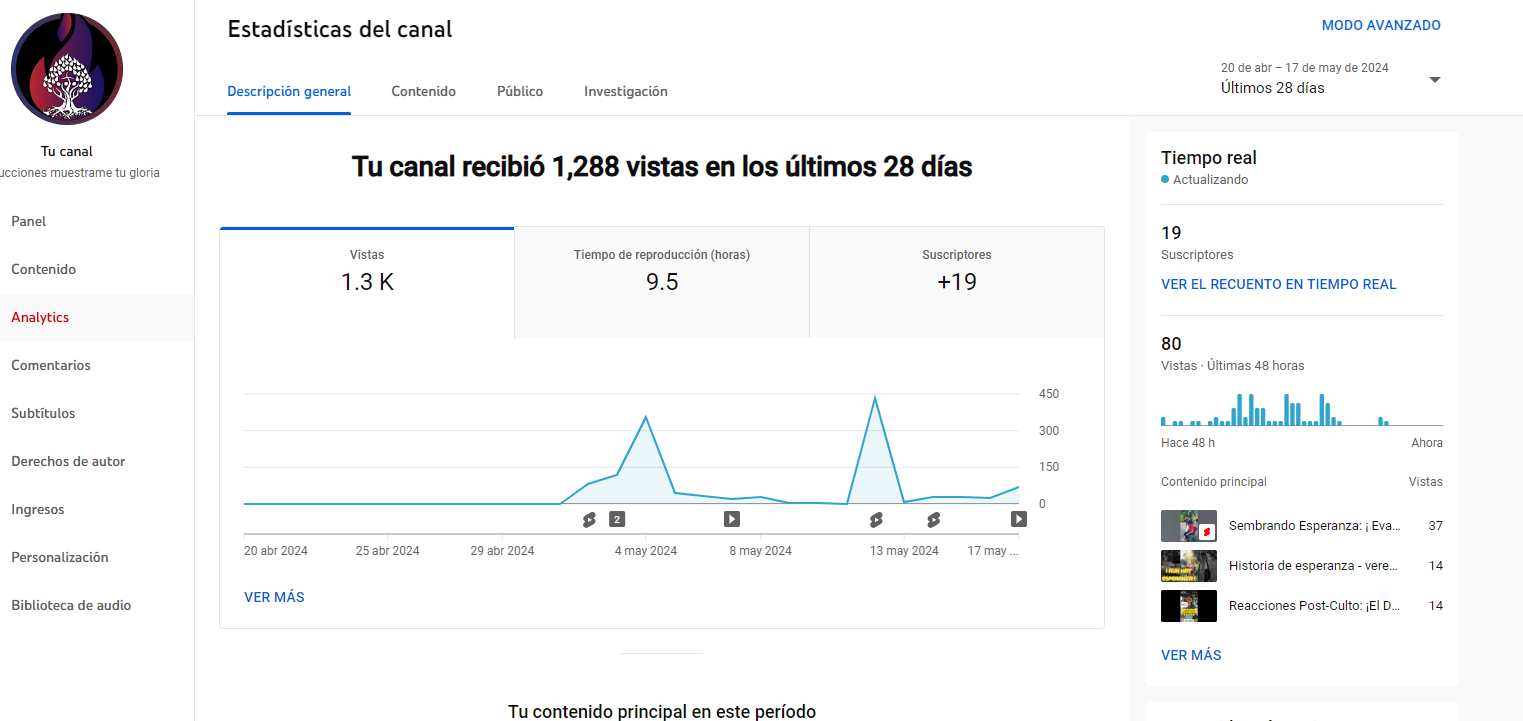 Estadísticas del canal
MODO AVANZADO
20 de abr – 17 de may de 2024
Últimos 28 días
Descripción general
Contenido
Público
Investigación
Tu canal
ucciones muestrame tu gloria
Panel
Contenido
Analytics
Comentarios
Subtítulos
Derechos de autor
Ingresos
Personalización
Biblioteca de audio
Tu canal recibió 1,288 vistas en los últimos 28 días
Vistas
1.3 K
Tiempo de reproducción (horas)
9.5
Suscriptores
+19
450
300
150
0
2
20 abr 2024
25 abr 2024
29 abr 2024
4 may 2024
8 may 2024
13 may 2024
17 may ...
VER MÁS
Tu contenido principal en este período
Tiempo real
Actualizando
19
Suscriptores
VER EL RECUENTO EN TIEMPO REAL
80
Vistas · Últimas 48 horas
Hace 48 h
Ahora
Contenido principal
Vistas
Sembrando Esperanza: ¡ Eva...
37
Historia de esperanza - vere...
14
Reacciones Post-Culto: ¡El D...
14
VER MÁS